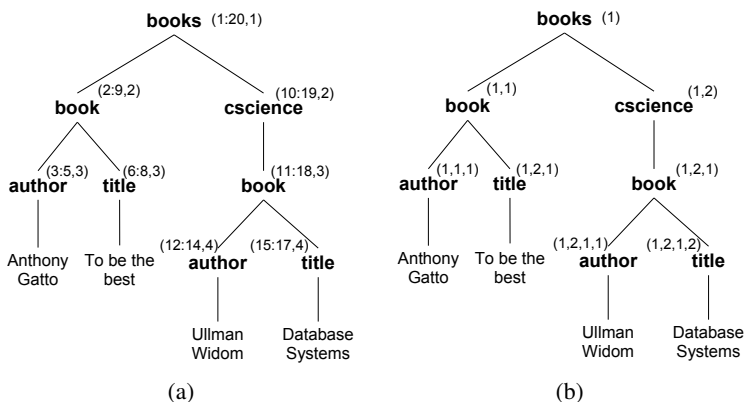 books (1:20,1)
(2:9,2)
book
(10:19,2)
cscience
(3:5,3)
author
(6:8,3)
title
(11:18,3)
book
Anthony
Gatto
To be the
best
(12:14,4)
author
(15:17,4)
title
Ullman
Widom
Database
Systems
(a)
books (1)
(1,1)
book
(1,2)
cscience
(1,1,1)
author
(1,2,1)
title
(1,2,1)
book
Anthony
Gatto
To be the
best
(1,2,1,1)
author
(1,2,1,2)
title
Ullman
Widom
Database
Systems
(b)